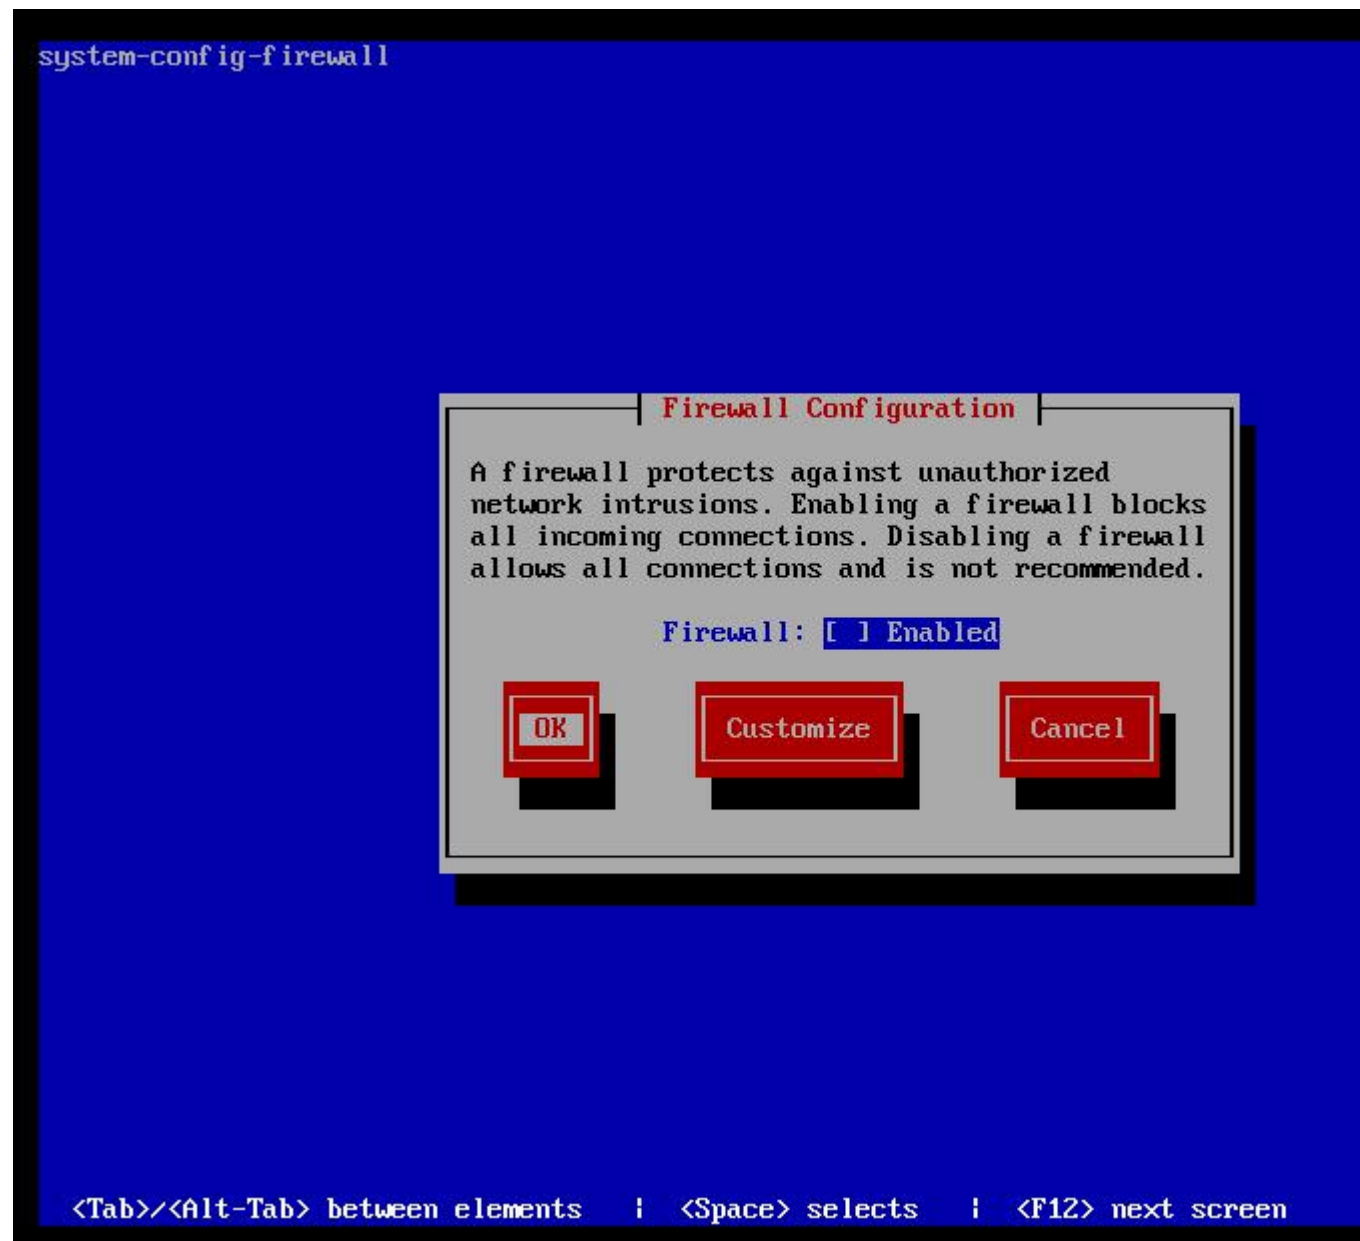 system-config-firewall
Firewall Configuration
A firewall protects against unauthorized
network intrusions. Enabling a firewall blocks
all incoming connections. Disabling a firewall
allows all connections and is not recommended.
Firewall: [ ] Enabled
OK Customize Cancel
<Tab>/<Alt-Tab> between elements | <Space> selects | <F12> next screen